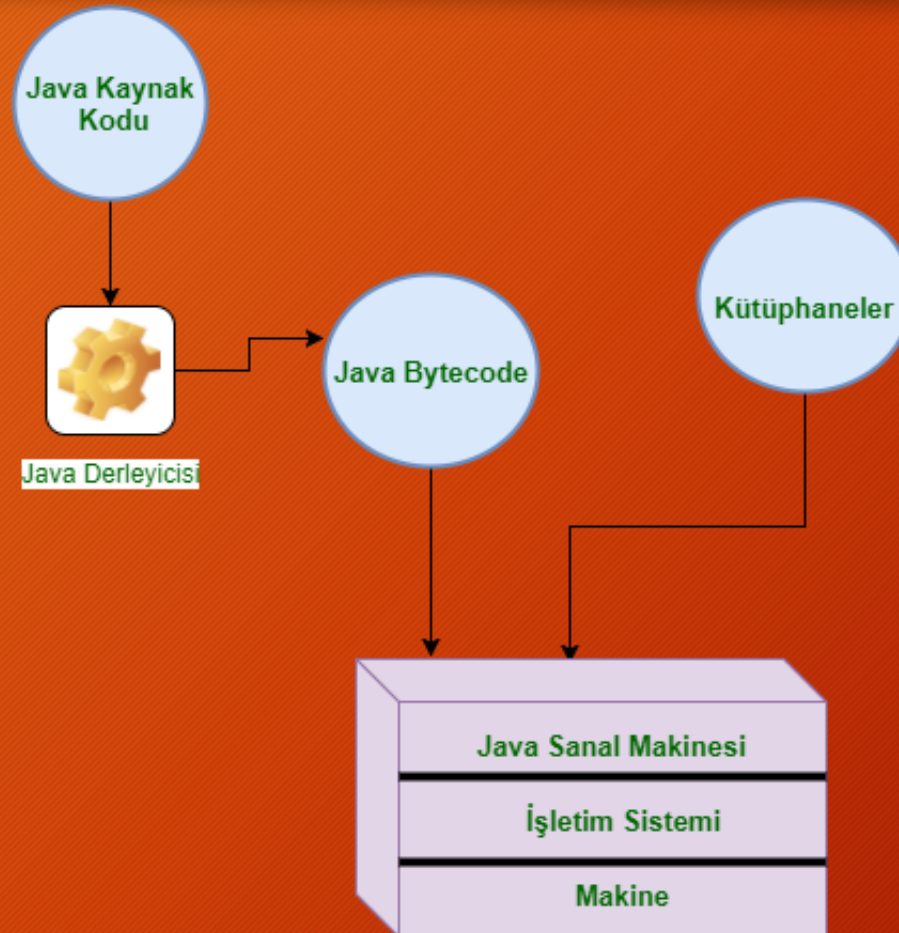 Java Kaynak
Kodu
Kütüphaneler
Java Bytecode
Java Derleyicisi
Java Sanal Makinesi
İşletim Sistemi
Makine